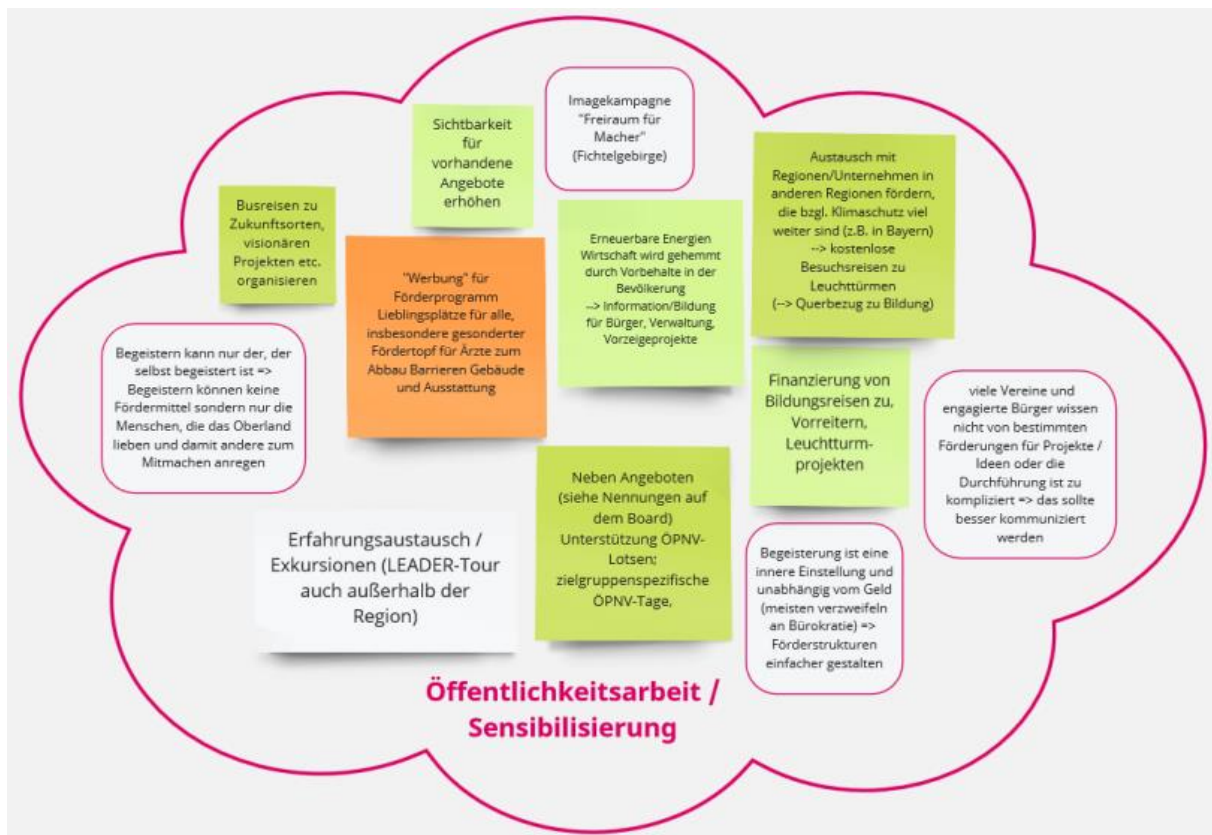 Imagekampagne
"Freiraum für
Macher"
(Fichtelgebirge)
Sichtbarkeit
für
vorhandene
Angebote
erhöhen
Austausch mit
Regionen/Unternehmen in
anderen Regionen fördern,
die bzgl. Klimaschutz viel
weiter sind (z.B. in Bayern)
--> kostenlose
Besuchsreisen zu
Leuchttürmen
(--> Querbezug zu Bildung)
Busreisen zu
Zukunftsorten,
visionären
Projekten etc.
organisieren
"Werbung" für
Förderprogramm
Lieblingsplätze für alle,
insbesondere gesonderter
Fördertopf für Ärzte zum
Abbau Barrieren Gebäude
und Ausstattung
Erneuerbare Energien
Wirtschaft wird gehemmt
durch Vorbehalte in der
Bevölkerung
--> Information/Bildung
für Bürger, Verwaltung,
Vorzeigeprojekte
Begeistern kann nur der, der
selbst begeistert ist =>
Begeistern können keine
Fördermittel sondern nur die
Menschen, die das Oberland
lieben und damit andere zum
Mitmachen anregen
Finanzierung von
Bildungsreisen zu,
Vorreitern,
Leuchtturm-
projekten
viele Vereine und
engagierte Bürger wissen
nicht von bestimmten
Förderungen für Projekte /
Ideen oder die
Durchführung ist zu
kompliziert => das sollte
besser kommuniziert
werden
Neben Angeboten
(siehe Nennungen auf
dem Board)
Unterstützung ÖPNV-
Lotsen;
zielgruppenspezifische
ÖPNV-Tage,
Erfahrungsaustausch /
Exkursionen (LEADER-Tour
auch außerhalb der
Region)
Begeisterung ist eine
innere Einstellung und
unabhängig vom Geld
(meisten verzweifeln
an Bürokratie) =>
Förderstrukturen
einfacher gestalten
Öffentlichkeitsarbeit /
Sensibilisierung